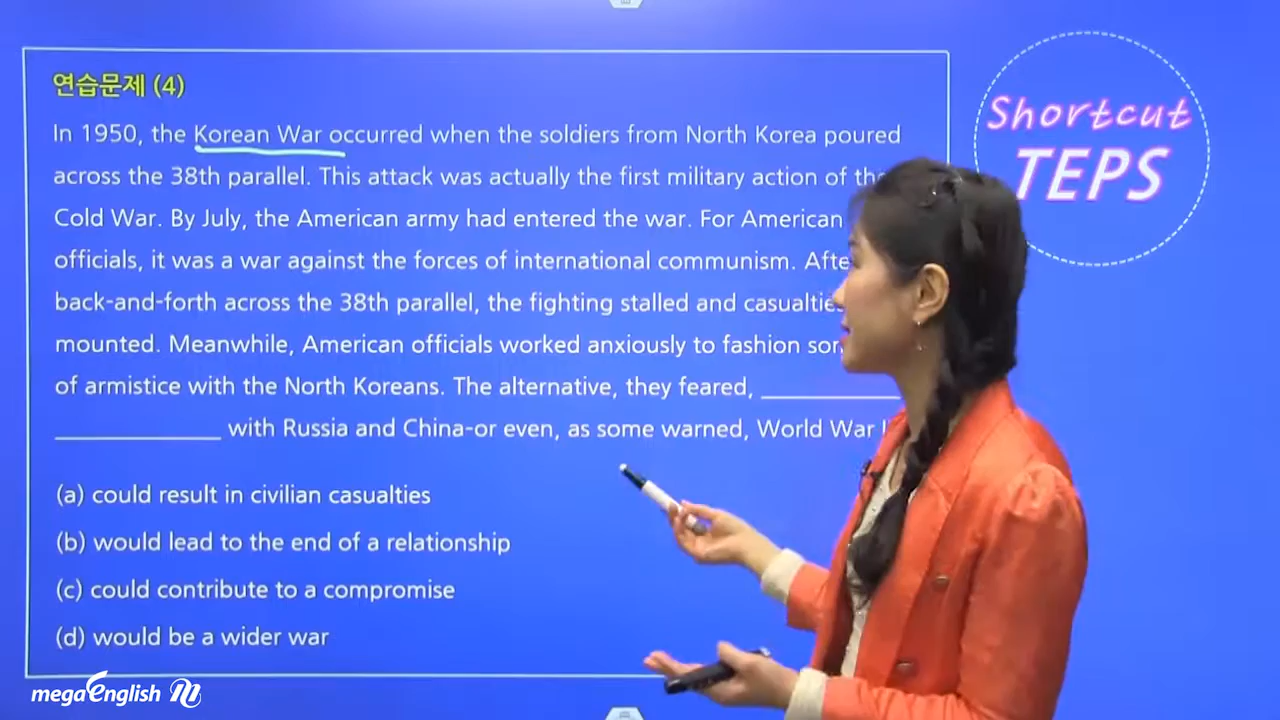 연습문제 (4)
In 1950, the Korean War occurred when the soldiers from North Korea poured
across the 38th parallel. This attack was actually the first military action of
Cold War. By July, the American army had entered the war. For American
officials, it was a war against the forces of international communism.
back-and-forth across the 38th parallel, the fighting stalled and
mounted. Meanwhile, American officials worked anxiously to fashion
of armistice with the North Koreans. The alternative, they feared,
with Russia and China-or even, as some warned, World War
(a) could result in civilian casualties
(b) would lead to the end of a relationship
(c) could contribute to a compromise
(d) would be a wider war
Shortcut
TEPS
megaEnglish M